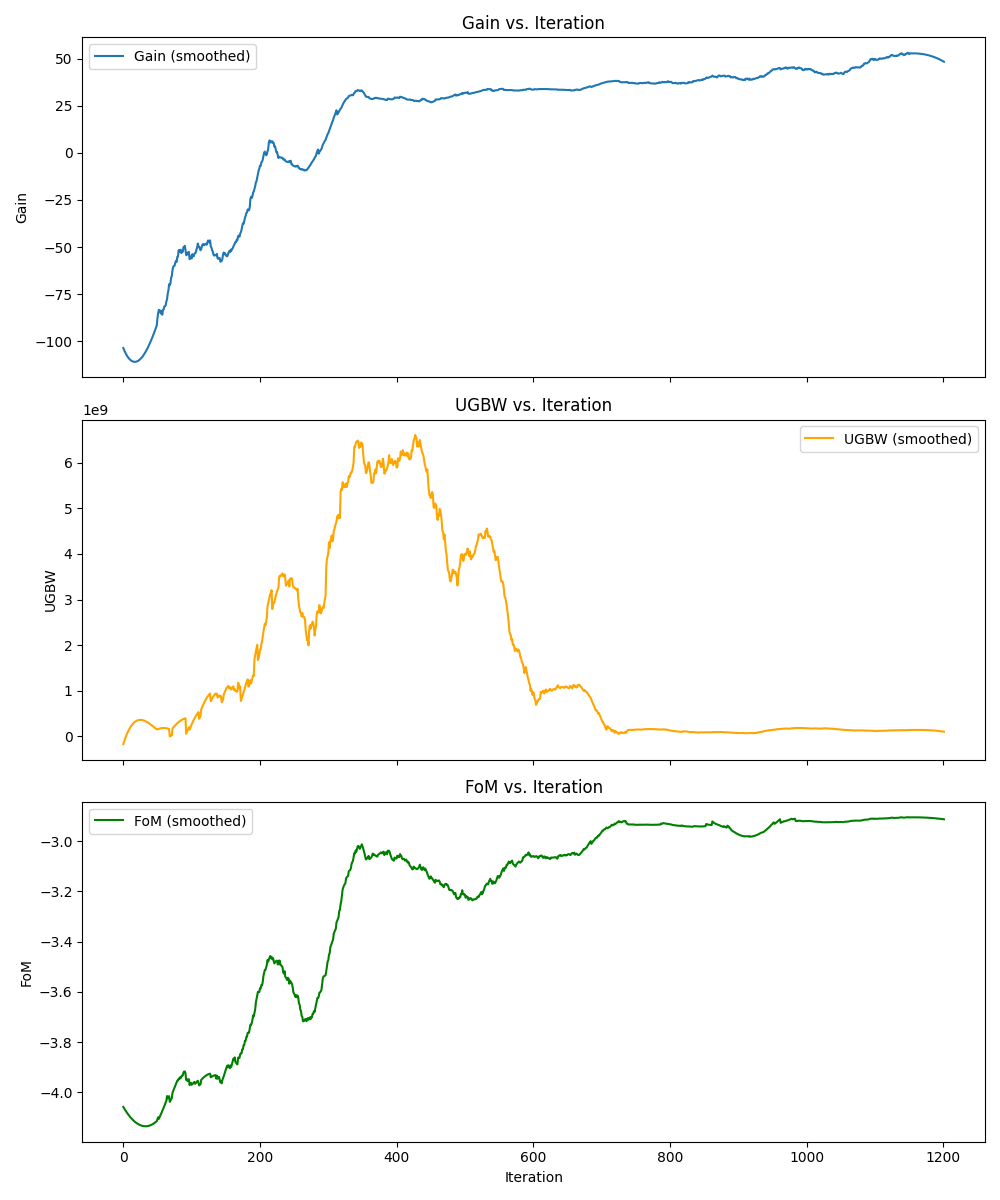 Gain vs. Iteration
Gain (smoothed)
50
25
0
−25
−50
−75
−100
Gain
UGBW vs. Iteration
1e9
UGBW (smoothed)
6
5
4
3
2
1
0
UGBW
FoM vs. Iteration
FoM (smoothed)
−3.0
−3.2
−3.4
−3.6
−3.8
−4.0
FoM
0 200 400 600 800 1000 1200
Iteration